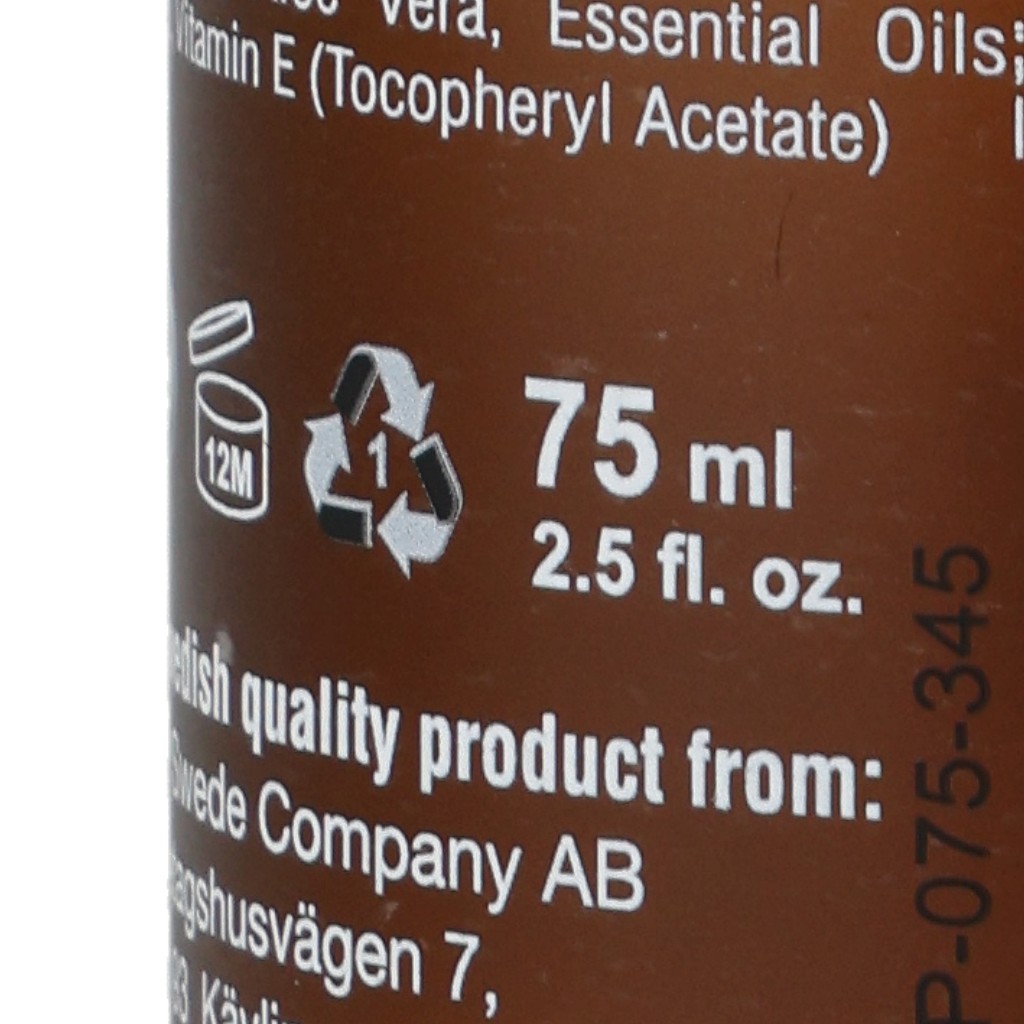 Vera, Essential Oils;
Vitamin E (Tocopheryl Acetate)
12M
1
75 ml
2.5 fl. oz.
quality product from:
Swede Company AB
7,
P-075-345